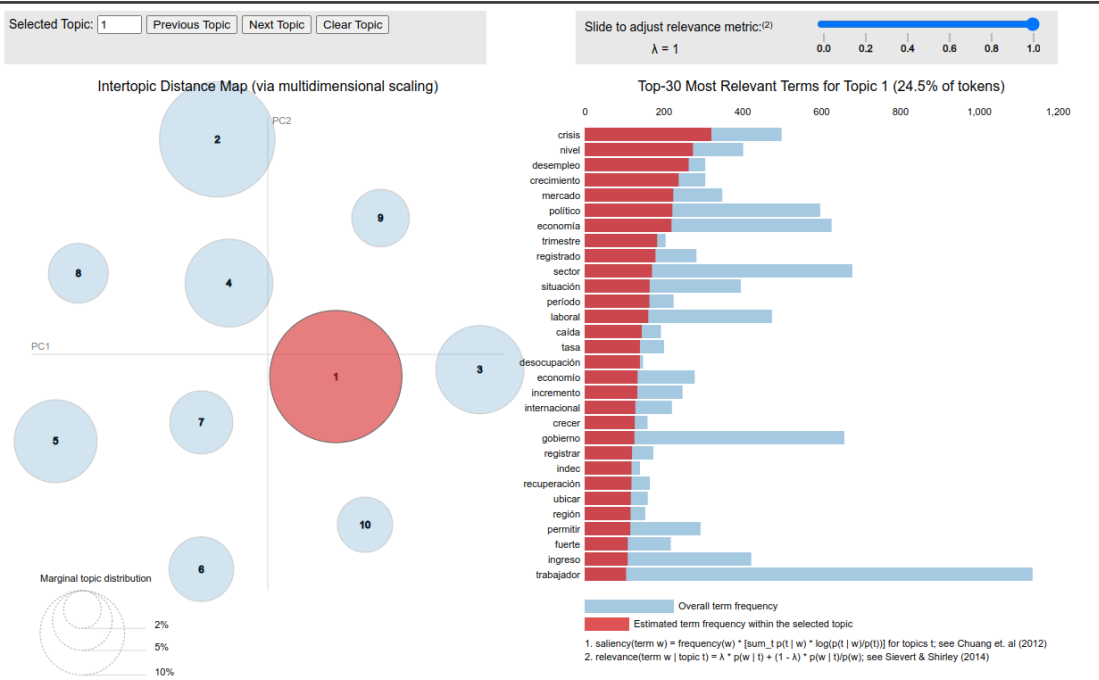 Selected Topic: 1 Previous Topic Next Topic Clear Topic
Slide to adjust relevance metric:(2)
λ = 1
0.0 0.2 0.4 0.6 0.8 1.0
Intertopic Distance Map (via multidimensional scaling)
PC2
PC1
2
9
8
4
1
3
7
5
10
6
Marginal topic distribution
2%
5%
10%
Top-30 Most Relevant Terms for Topic 1 (24.5% of tokens)
0 200 400 600 800 1,000 1,200
crisis
nivel
desempleo
crecimiento
mercado
político
economía
trimestre
registrado
sector
situación
período
laboral
caída
tasa
desocupación
economío
incremento
internacional
crecer
gobierno
registrar
indec
recuperación
ubicar
región
permitir
fuerte
ingreso
trabajador
Overall term frequency
Estimated term frequency within the selected topic
1. saliency(term w) = frequency(w) * [sum_t p(t | w) * log(p(t | w)/p(t))] for topics t; see Chuang et. al (2012)
2. relevance(term w | topic t) = λ * p(w | t) + (1 - λ) * p(w | t)/p(w); see Sievert & Shirley (2014)